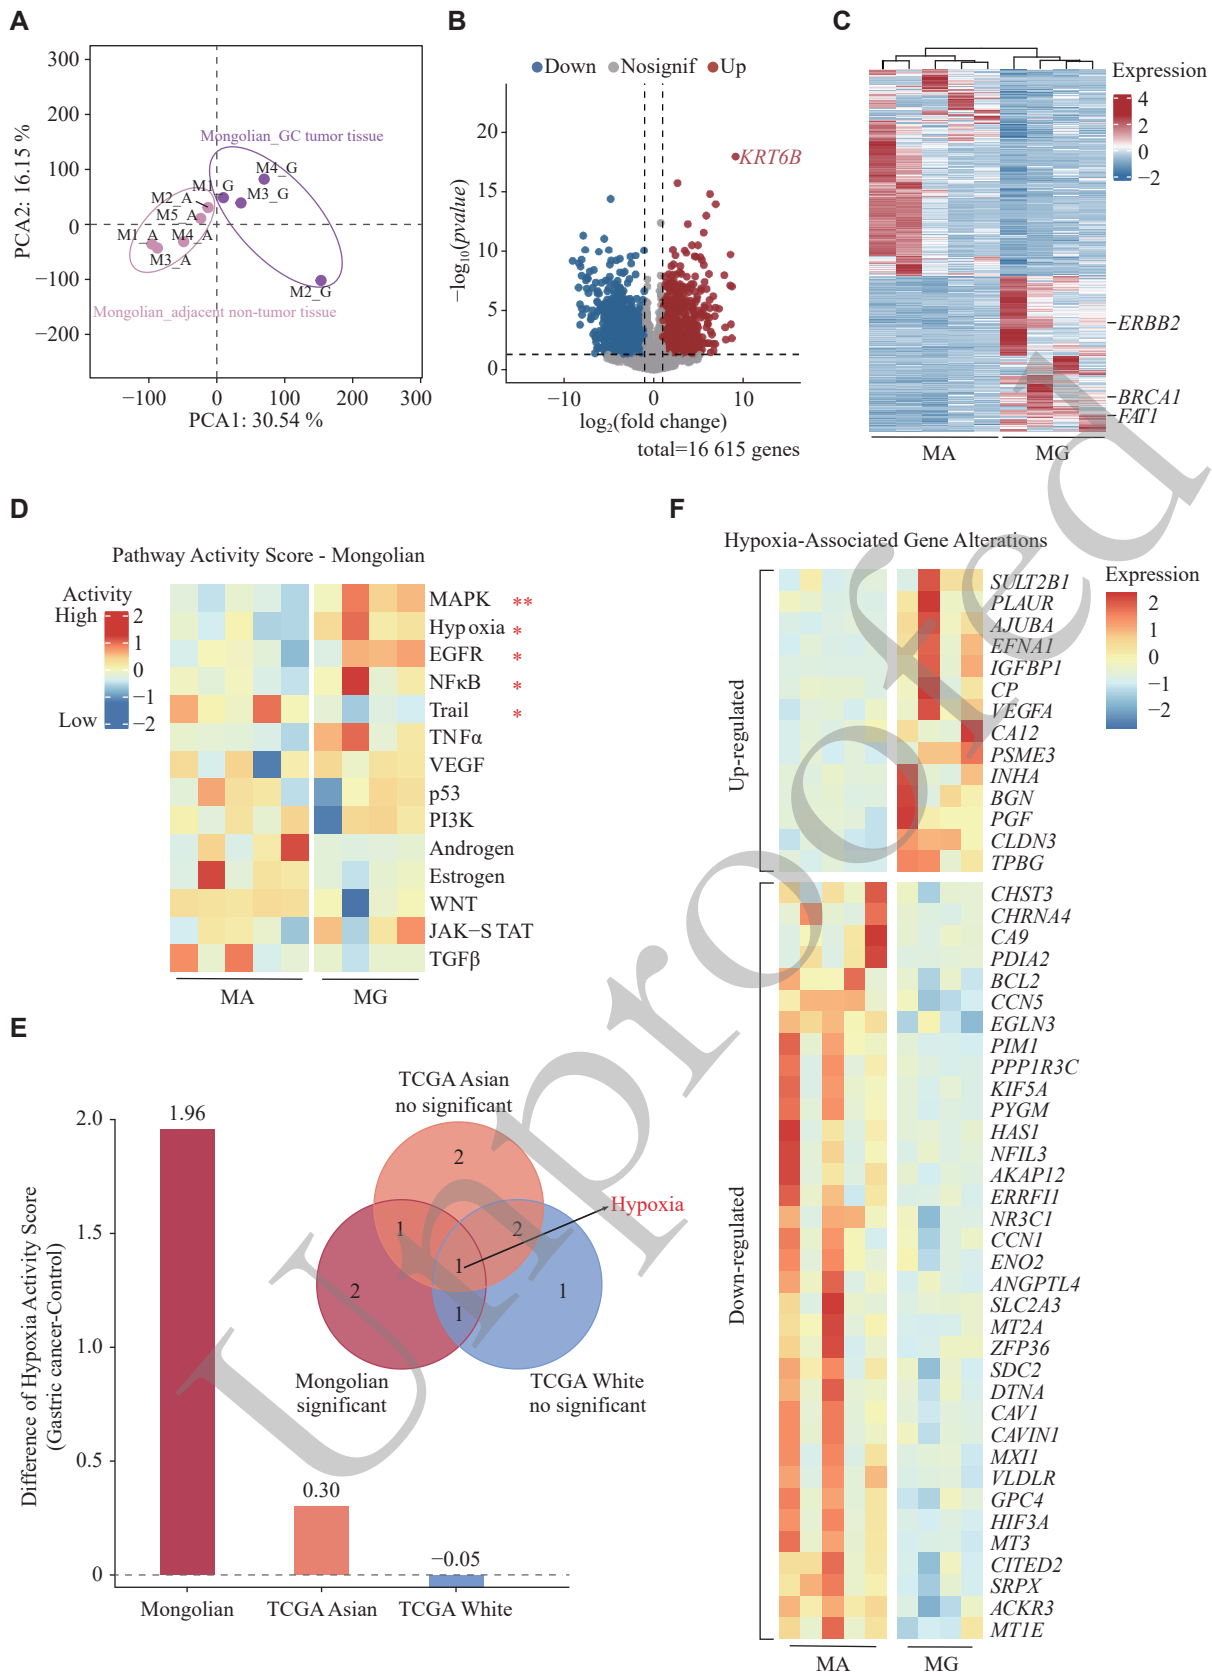 A
300
200
100
0
−100
−200
PCA2: 16.15 %
Mongolian_GC tumor tissue
M4_G
M1_G
M3_G
M2_A
M5_A
M1_A
M4_A
M3_A
M2_G
Mongolian_adjacent non-tumor tissue
−100
0
100
200
300
PCA1: 30.54 %
B
Down
Nosignif
Up
20
15
10
5
0
−log10(pvalue)
KRT6B
−10
0
10
log2(fold change)
total=16 615 genes
C
Expression
4
2
0
−2
ERBB2
BRCA1
FAT1
MA
MG
D
Pathway Activity Score - Mongolian
Activity
High
2
1
0
−1
−2
Low
MAPK **
Hypoxia *
EGFR *
NFκB *
Trail *
TNFα
VEGF
p53
PI3K
Androgen
Estrogen
WNT
JAK−STAT
TGFβ
MA
MG
E
Difference of Hypoxia Activity Score
(Gastric cancer-Control)
2.0
1.5
1.0
0.5
0
1.96
0.30
−0.05
Mongolian
TCGA Asian
TCGA White
TCGA Asian
no significant
2
1
2
1
Hypoxia
2
1
1
Mongolian
significant
TCGA White
no significant
F
Hypoxia-Associated Gene Alterations
Expression
2
1
0
−1
−2
Up-regulated
SULT2B1
PLAUR
AJUBA
EFNA1
IGFBP1
CP
VEGFA
CA12
PSME3
INHA
BGN
PGF
CLDN3
TPBG
Down-regulated
CHST3
CHRNA4
CA9
PDIA2
BCL2
CCN5
EGLN3
PIM1
PPP1R3C
KIF5A
PYGM
HAS1
NFIL3
AKAP12
ERRFI1
NR3C1
CCN1
ENO2
ANGPTL4
SLC2A3
MT2A
ZFP36
SDC2
DTNA
CAV1
CAVIN1
MXI1
VLDLR
GPC4
HIF3A
MT3
CITED2
SRPX
ACKR3
MT1E
MA
MG
Unproofed